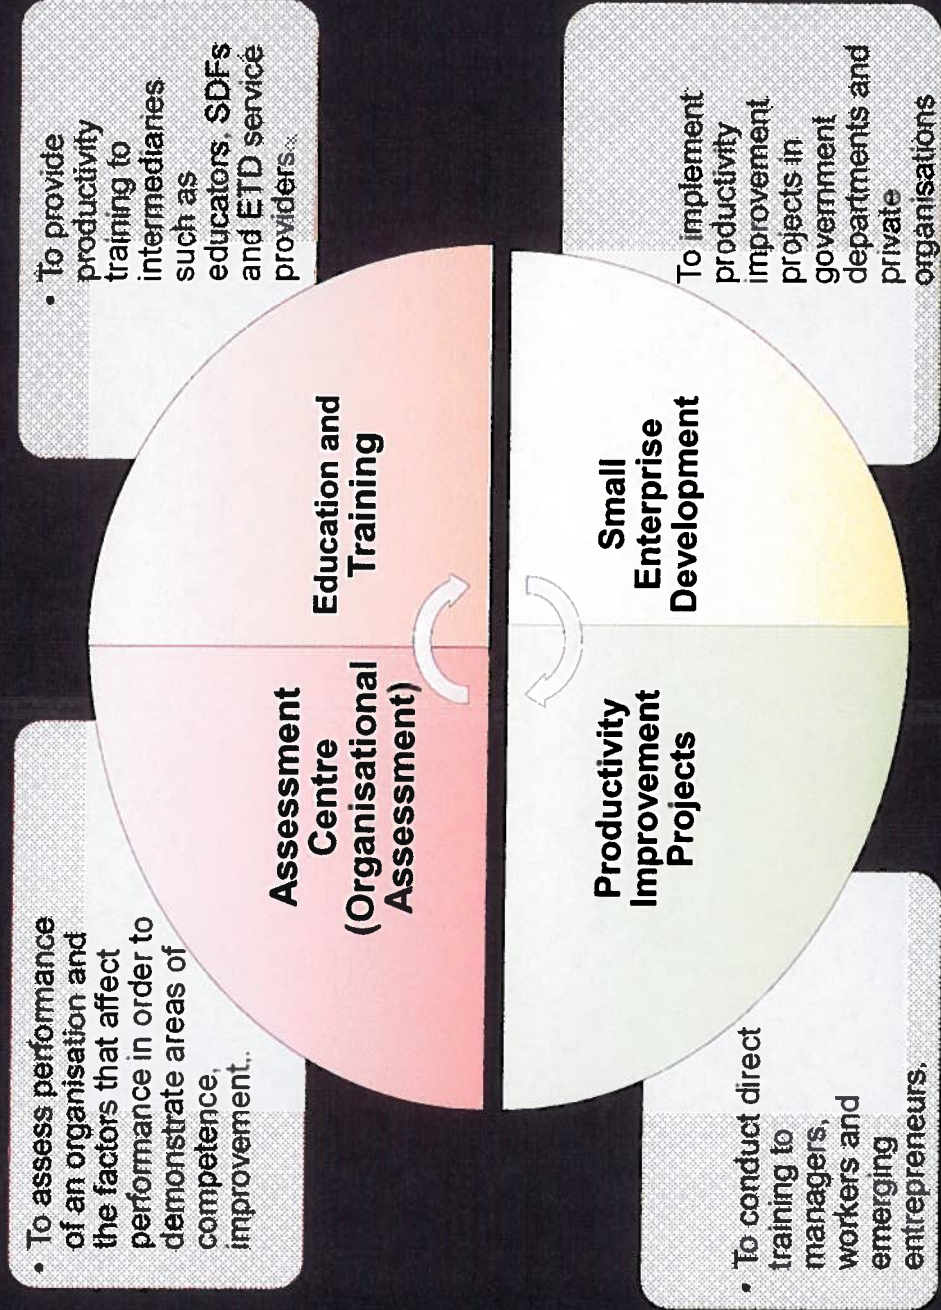 • To assess performance
of an organisation and
the factors that affect
performance in order to
demonstrate areas of
competence,
improvement..
• To provide
productivity
training to
intermediaries
such as
educators, SDFs
and ETD service
providers..
Assessment
Centre
(Organisational
Assessment)
Education and
Training
Productivity
Improvement
Projects
Small
Enterprise
Development
• To conduct direct
training to
managers,
workers and
emerging
entrepreneurs.
To implement
productivity
improvement
projects in
government
departments and
private
organisations